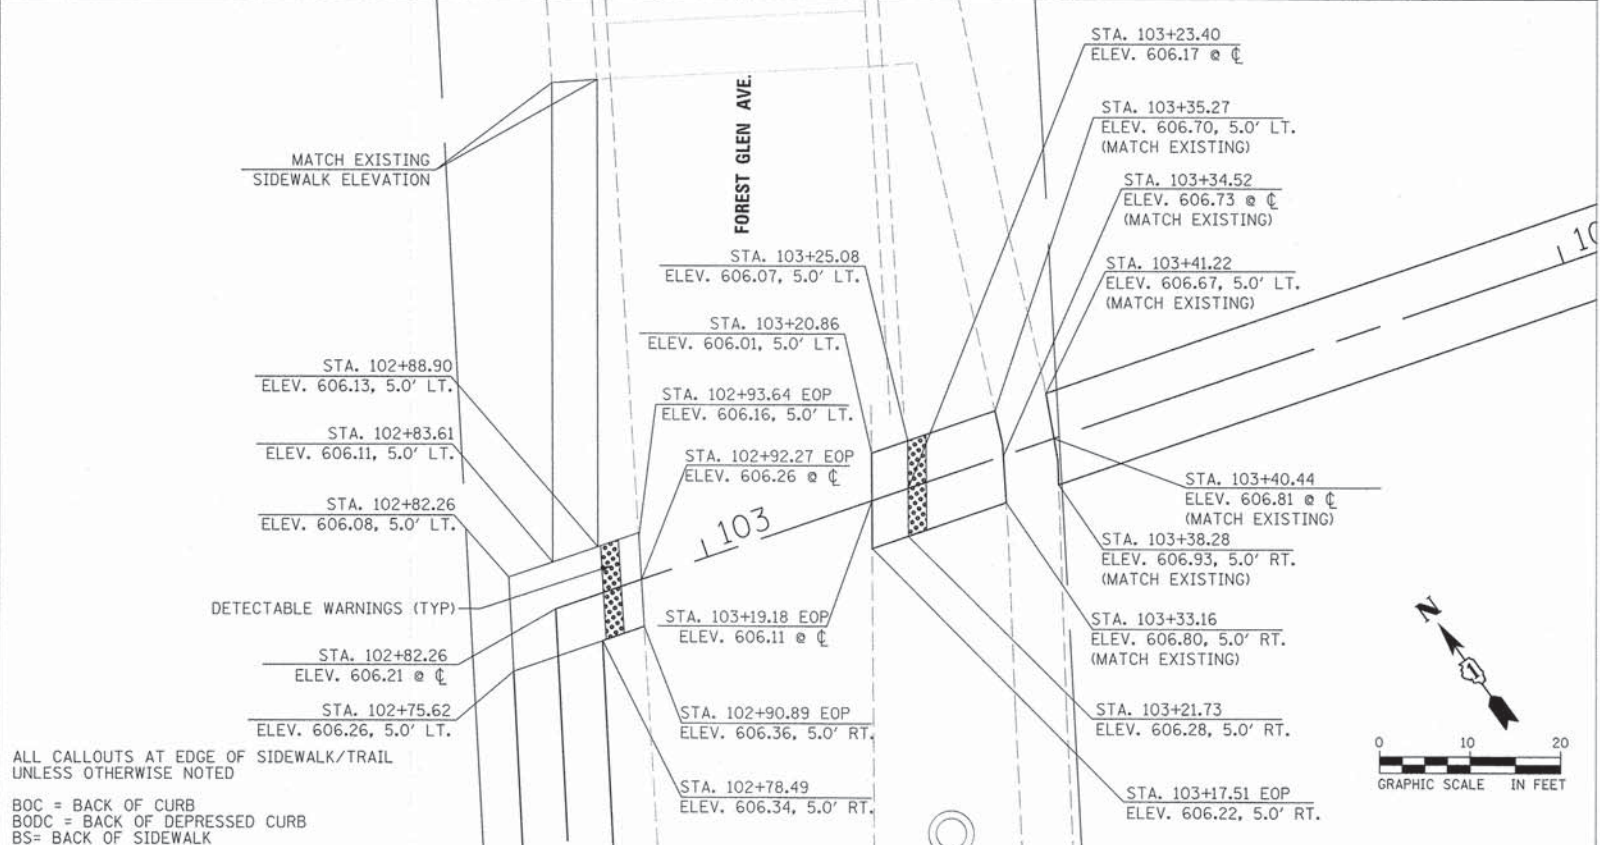 STA. 103+23.40
ELEV. 606.17 @ ℄
STA. 103+35.27
ELEV. 606.70, 5.0' LT.
(MATCH EXISTING)
FOREST GLEN AVE.
MATCH EXISTING
SIDEWALK ELEVATION
STA. 103+34.52
ELEV. 606.73 @ ℄
(MATCH EXISTING)
STA. 103+25.08
ELEV. 606.07, 5.0' LT.
STA. 103+41.22
ELEV. 606.67, 5.0' LT.
(MATCH EXISTING)
STA. 103+20.86
ELEV. 606.01, 5.0' LT.
STA. 102+88.90
ELEV. 606.13, 5.0' LT.
STA. 102+93.64 EOP
ELEV. 606.16, 5.0' LT.
STA. 102+83.61
ELEV. 606.11, 5.0' LT.
STA. 102+92.27 EOP
ELEV. 606.26 @ ℄
STA. 103+40.44
ELEV. 606.81 @ ℄
(MATCH EXISTING)
STA. 102+82.26
ELEV. 606.08, 5.0' LT.
103
STA. 103+38.28
ELEV. 606.93, 5.0' RT.
(MATCH EXISTING)
DETECTABLE WARNINGS (TYP)
STA. 103+19.18 EOP
ELEV. 606.11 @ ℄
STA. 103+33.16
ELEV. 606.80, 5.0' RT.
(MATCH EXISTING)
N
1
STA. 102+82.26
ELEV. 606.21 @ ℄
STA. 102+75.62
ELEV. 606.26, 5.0' LT.
STA. 102+90.89 EOP
ELEV. 606.36, 5.0' RT.
STA. 103+21.73
ELEV. 606.28, 5.0' RT.
0 10 20
GRAPHIC SCALE IN FEET
STA. 102+78.49
ELEV. 606.34, 5.0' RT.
STA. 103+17.51 EOP
ELEV. 606.22, 5.0' RT.
ALL CALLOUTS AT EDGE OF SIDEWALK/TRAIL
UNLESS OTHERWISE NOTED
BOC = BACK OF CURB
BODC = BACK OF DEPRESSED CURB
BS= BACK OF SIDEWALK